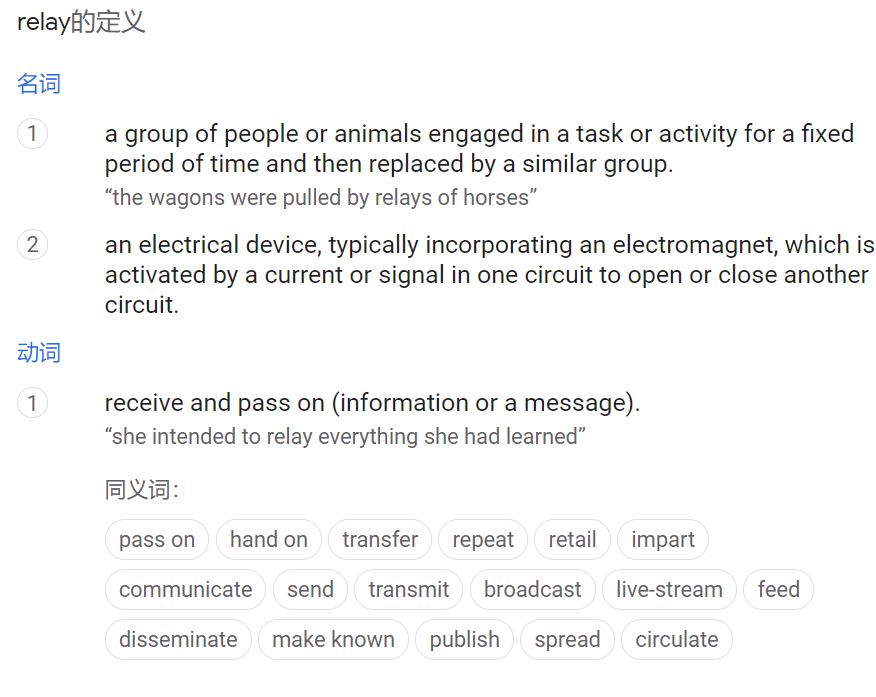 relay的定义
名词
1 a group of people or animals engaged in a task or activity for a fixed
period of time and then replaced by a similar group.
“the wagons were pulled by relays of horses”
2 an electrical device, typically incorporating an electromagnet, which is
activated by a current or signal in one circuit to open or close another
circuit.
动词
1 receive and pass on (information or a message).
“she intended to relay everything she had learned”
同义词：
pass on hand on transfer repeat retail impart
communicate send transmit broadcast live-stream feed
disseminate make known publish spread circulate